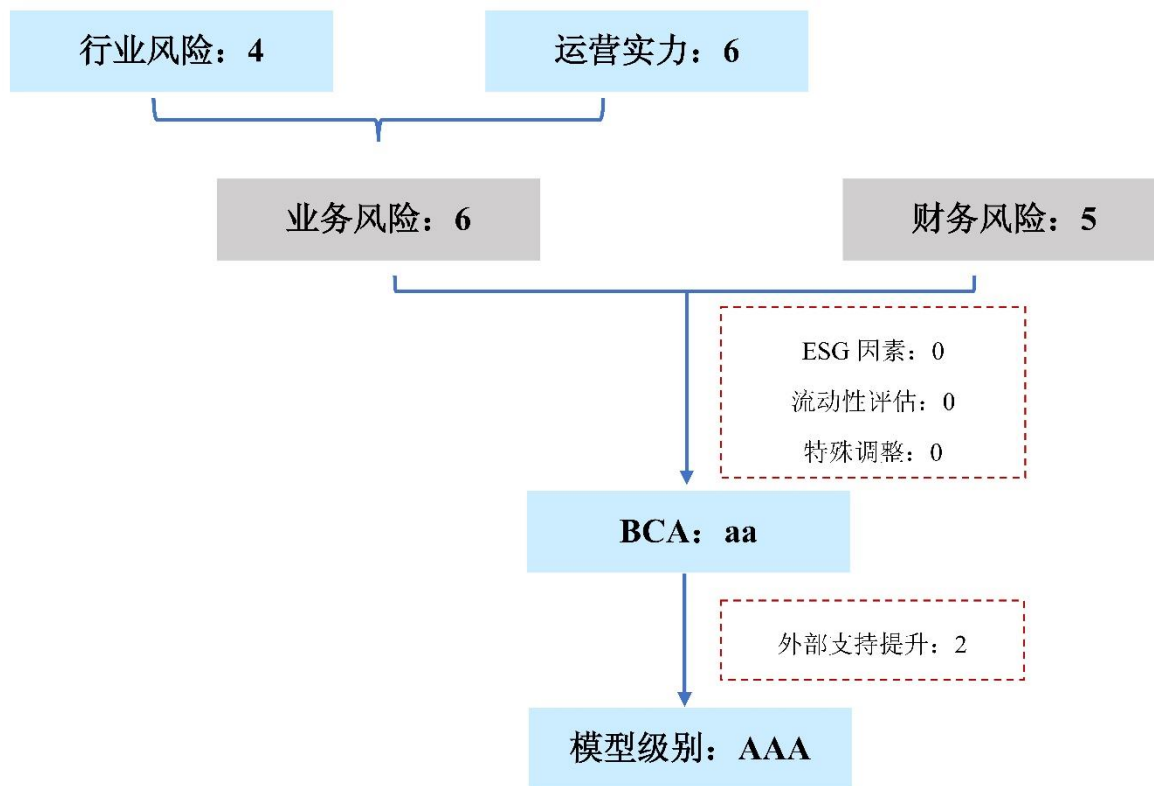 行业风险：4
运营实力：6
业务风险：6
财务风险：5
ESG 因素：0
流动性评估：0
特殊调整：0
BCA：aa
外部支持提升：2
模型级别：AAA